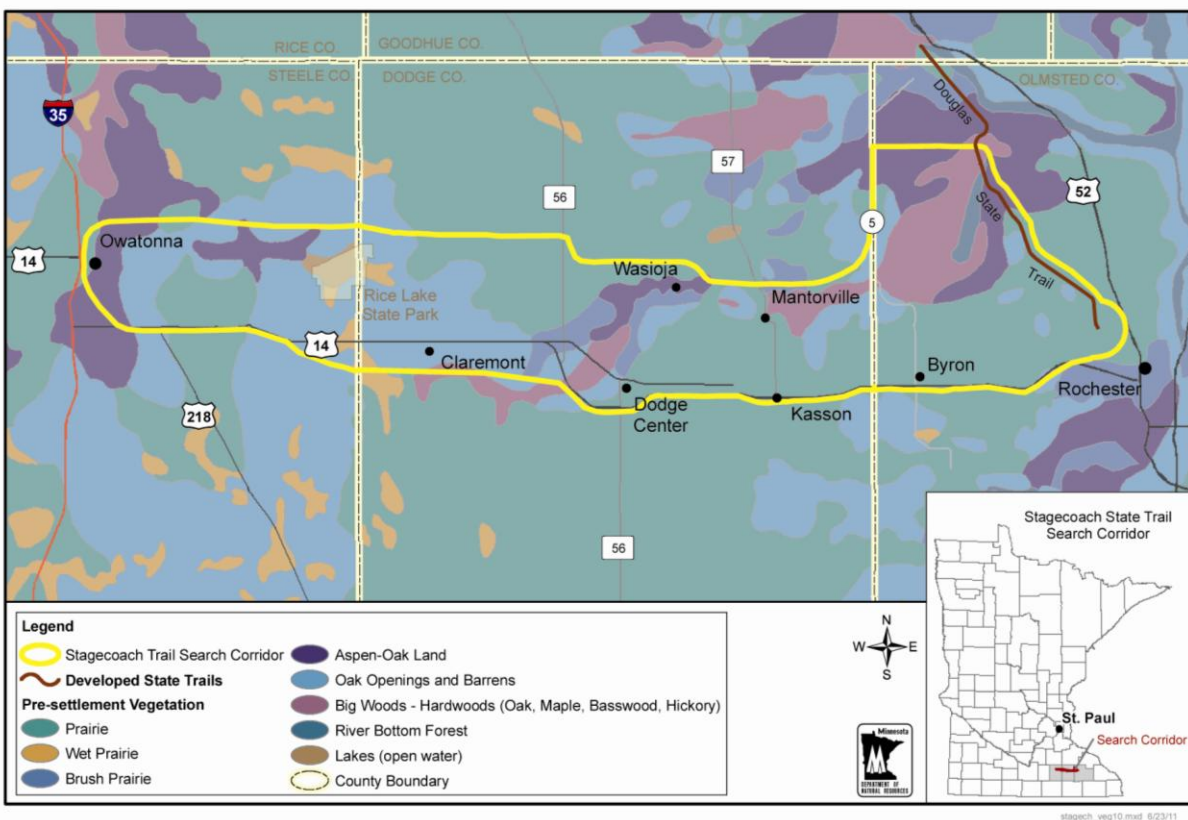 RICE CO.
GOODHUE CO.
STEELE CO.
DODGE CO.
OLMSTED CO.
35
Douglas
State
Trail
57
56
52
5
Owatonna
14
Wasioja
Mantorville
Rice Lake
State Park
14
Claremont
Byron
Rochester
Dodge
Center
Kasson
218
56
Legend
Stagecoach Trail Search Corridor
Developed State Trails
Pre-settlement Vegetation
Prairie
Wet Prairie
Brush Prairie
Aspen-Oak Land
Oak Openings and Barrens
Big Woods - Hardwoods (Oak, Maple, Basswood, Hickory)
River Bottom Forest
Lakes (open water)
County Boundary
N
W
E
S
Minnesota
DEPARTMENT OF
NATURAL RESOURCES
Stagecoach State Trail
Search Corridor
St. Paul
Search Corridor
stagech_veg10.mxd 6/23/11